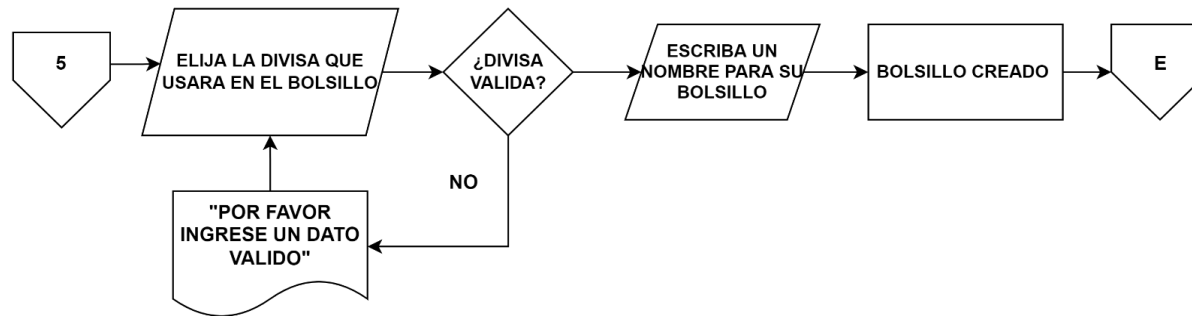 5
ELIJA LA DIVISA QUE
USARA EN EL BOLSILLO
¿DIVISA
VALIDA?
ESCRIBA UN
NOMBRE PARA SU
BOLSILLO
BOLSILLO CREADO
E
NO
"POR FAVOR
INGRESE UN DATO
VALIDO"